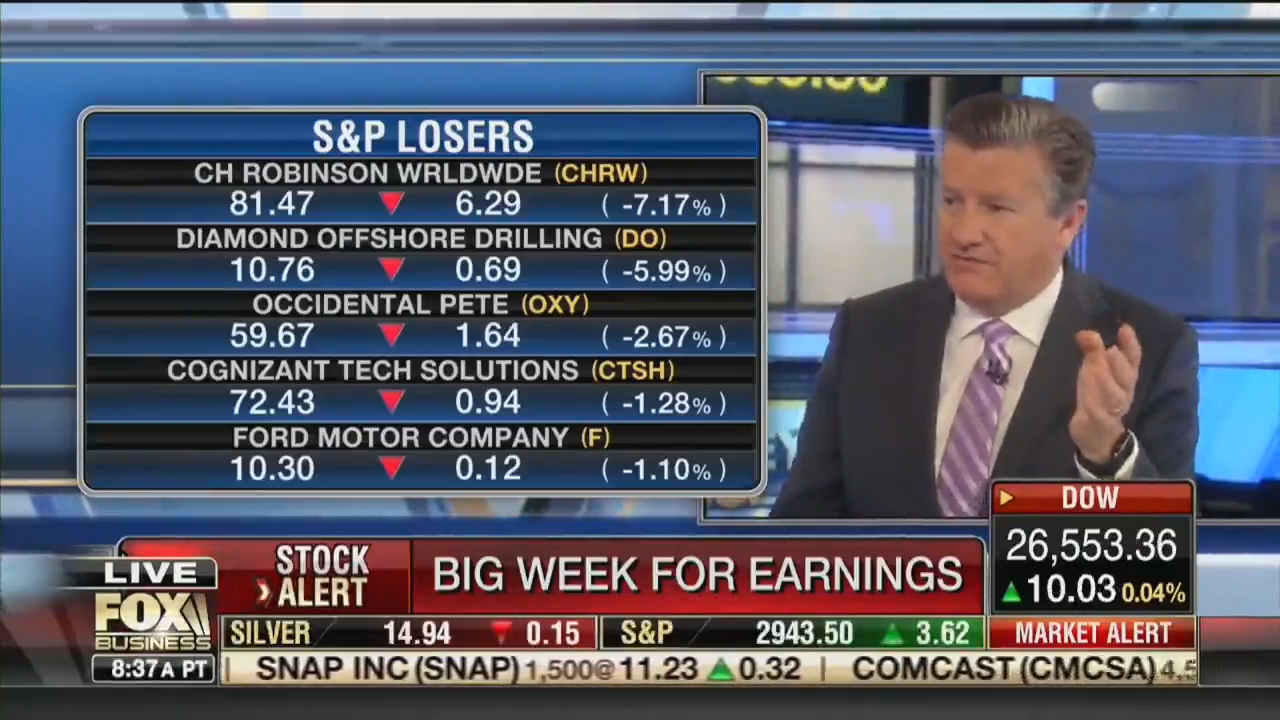 S&P LOSERS
CH ROBINSON WRLDWDE (CHRW)
81.47 ▼ 6.29 ( -7.17% )
DIAMOND OFFSHORE DRILLING (DO)
10.76 ▼ 0.69 ( -5.99% )
OCCIDENTAL PETE (OXY)
59.67 ▼ 1.64 ( -2.67% )
COGNIZANT TECH SOLUTIONS (CTSH)
72.43 ▼ 0.94 ( -1.28% )
FORD MOTOR COMPANY (F)
10.30 ▼ 0.12 ( -1.10% )
DOW
26,553.36
▲ 10.03 0.04%
MARKET ALERT
STOCK
ALERT
BIG WEEK FOR EARNINGS
LIVE
FOX
BUSINESS
8:37A PT
SILVER 14.94 ▼ 0.15
S&P 2943.50 ▲ 3.62
SNAP INC (SNAP) 1,500@ 11.23 ▲ 0.32 | COMCAST (CMCSA) 4.5